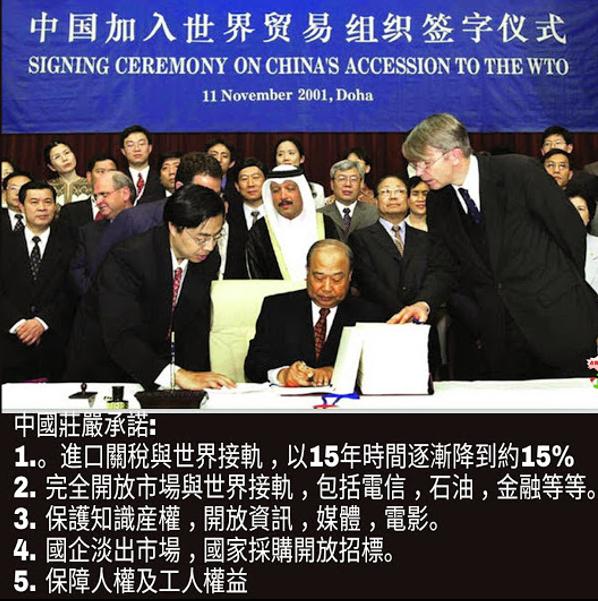 中国加入世界贸易组织签字仪式
SIGNING CEREMONY ON CHINA'S ACCESSION TO THE WTO
11 November 2001, Doha
中國莊嚴承諾:
1.。進口關稅與世界接軌，以15年時間逐漸降到約15%
2. 完全開放市場與世界接軌，包括電信，石油，金融等等。
3. 保護知識産權，開放資訊，媒體，電影。
4. 國企淡出市場，國家採購開放招標。
5. 保障人權及工人權益